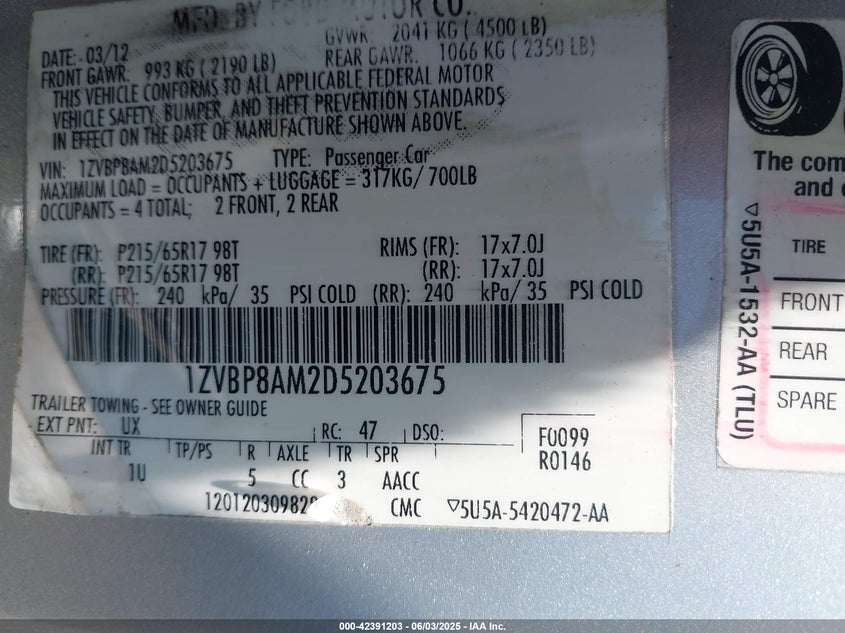 MFD. BY FORD MOTOR CO.
DATE: 03/12
GVWR: 2041 KG ( 4500 LB)
FRONT GAWR: 993 KG ( 2190 LB)
REAR GAWR: 1066 KG ( 2350 LB)
THIS VEHICLE CONFORMS TO ALL APPLICABLE FEDERAL MOTOR
VEHICLE SAFETY, BUMPER, AND THEFT PREVENTION STANDARDS
IN EFFECT ON THE DATE OF MANUFACTURE SHOWN ABOVE.
VIN: 1ZVBP8AM2D5203675 TYPE: Passenger Car
MAXIMUM LOAD = OCCUPANTS + LUGGAGE = 317KG/ 700LB
OCCUPANTS = 4 TOTAL; 2 FRONT, 2 REAR
TIRE (FR): P215/65R17 98T RIMS (FR): 17x7.0J
(RR): P215/65R17 98T (RR): 17x7.0J
PRESSURE (FR): 240 kPa/ 35 PSI COLD (RR): 240 kPa/ 35 PSI COLD
1ZVBP8AM2D5203675
TRAILER TOWING - SEE OWNER GUIDE
EXT PNT: UX RC: 47 DSO:
F0099
R0146
INT TR TP/PS R AXLE TR SPR
1U 5 CC 3 AACC
CMC ▽5U5A-5420472-AA
The com
and
▽5U5A-1532-AA (TLU)
TIRE
FRONT
REAR
SPARE
000-42391203 - 06/03/2025 - IAA Inc.